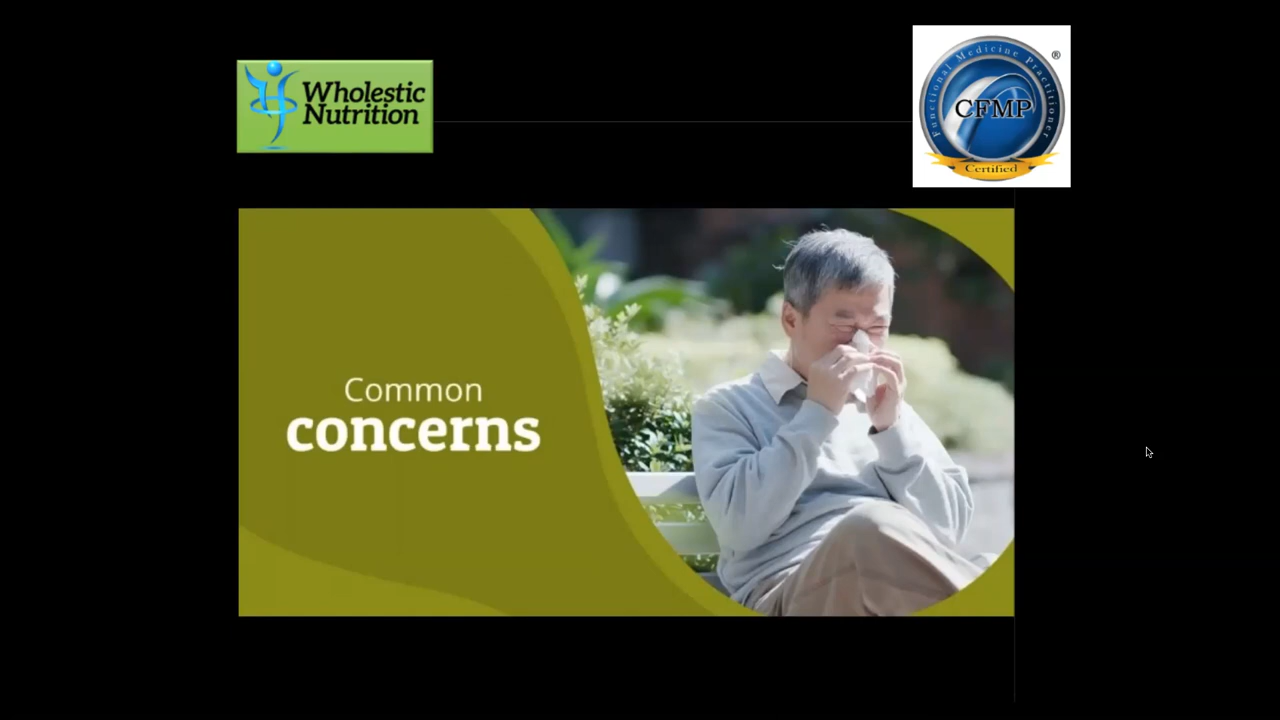 Wholestic
Nutrition
Functional Medicine Practitioner
®
CFMP
Certified
Common
concerns